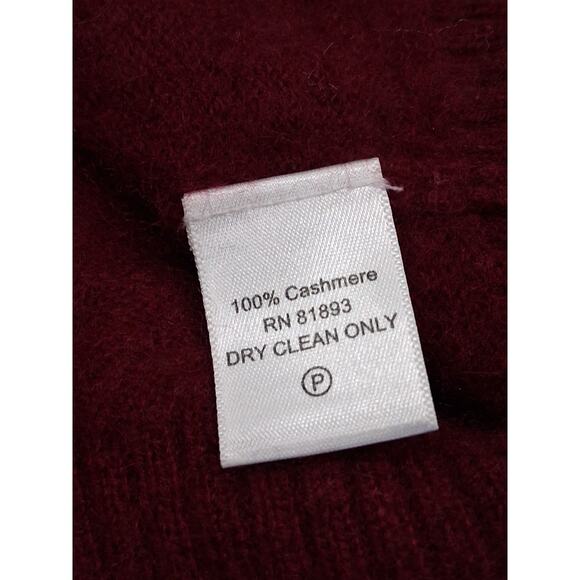 100% Cashmere
RN 81893
DRY CLEAN ONLY
P